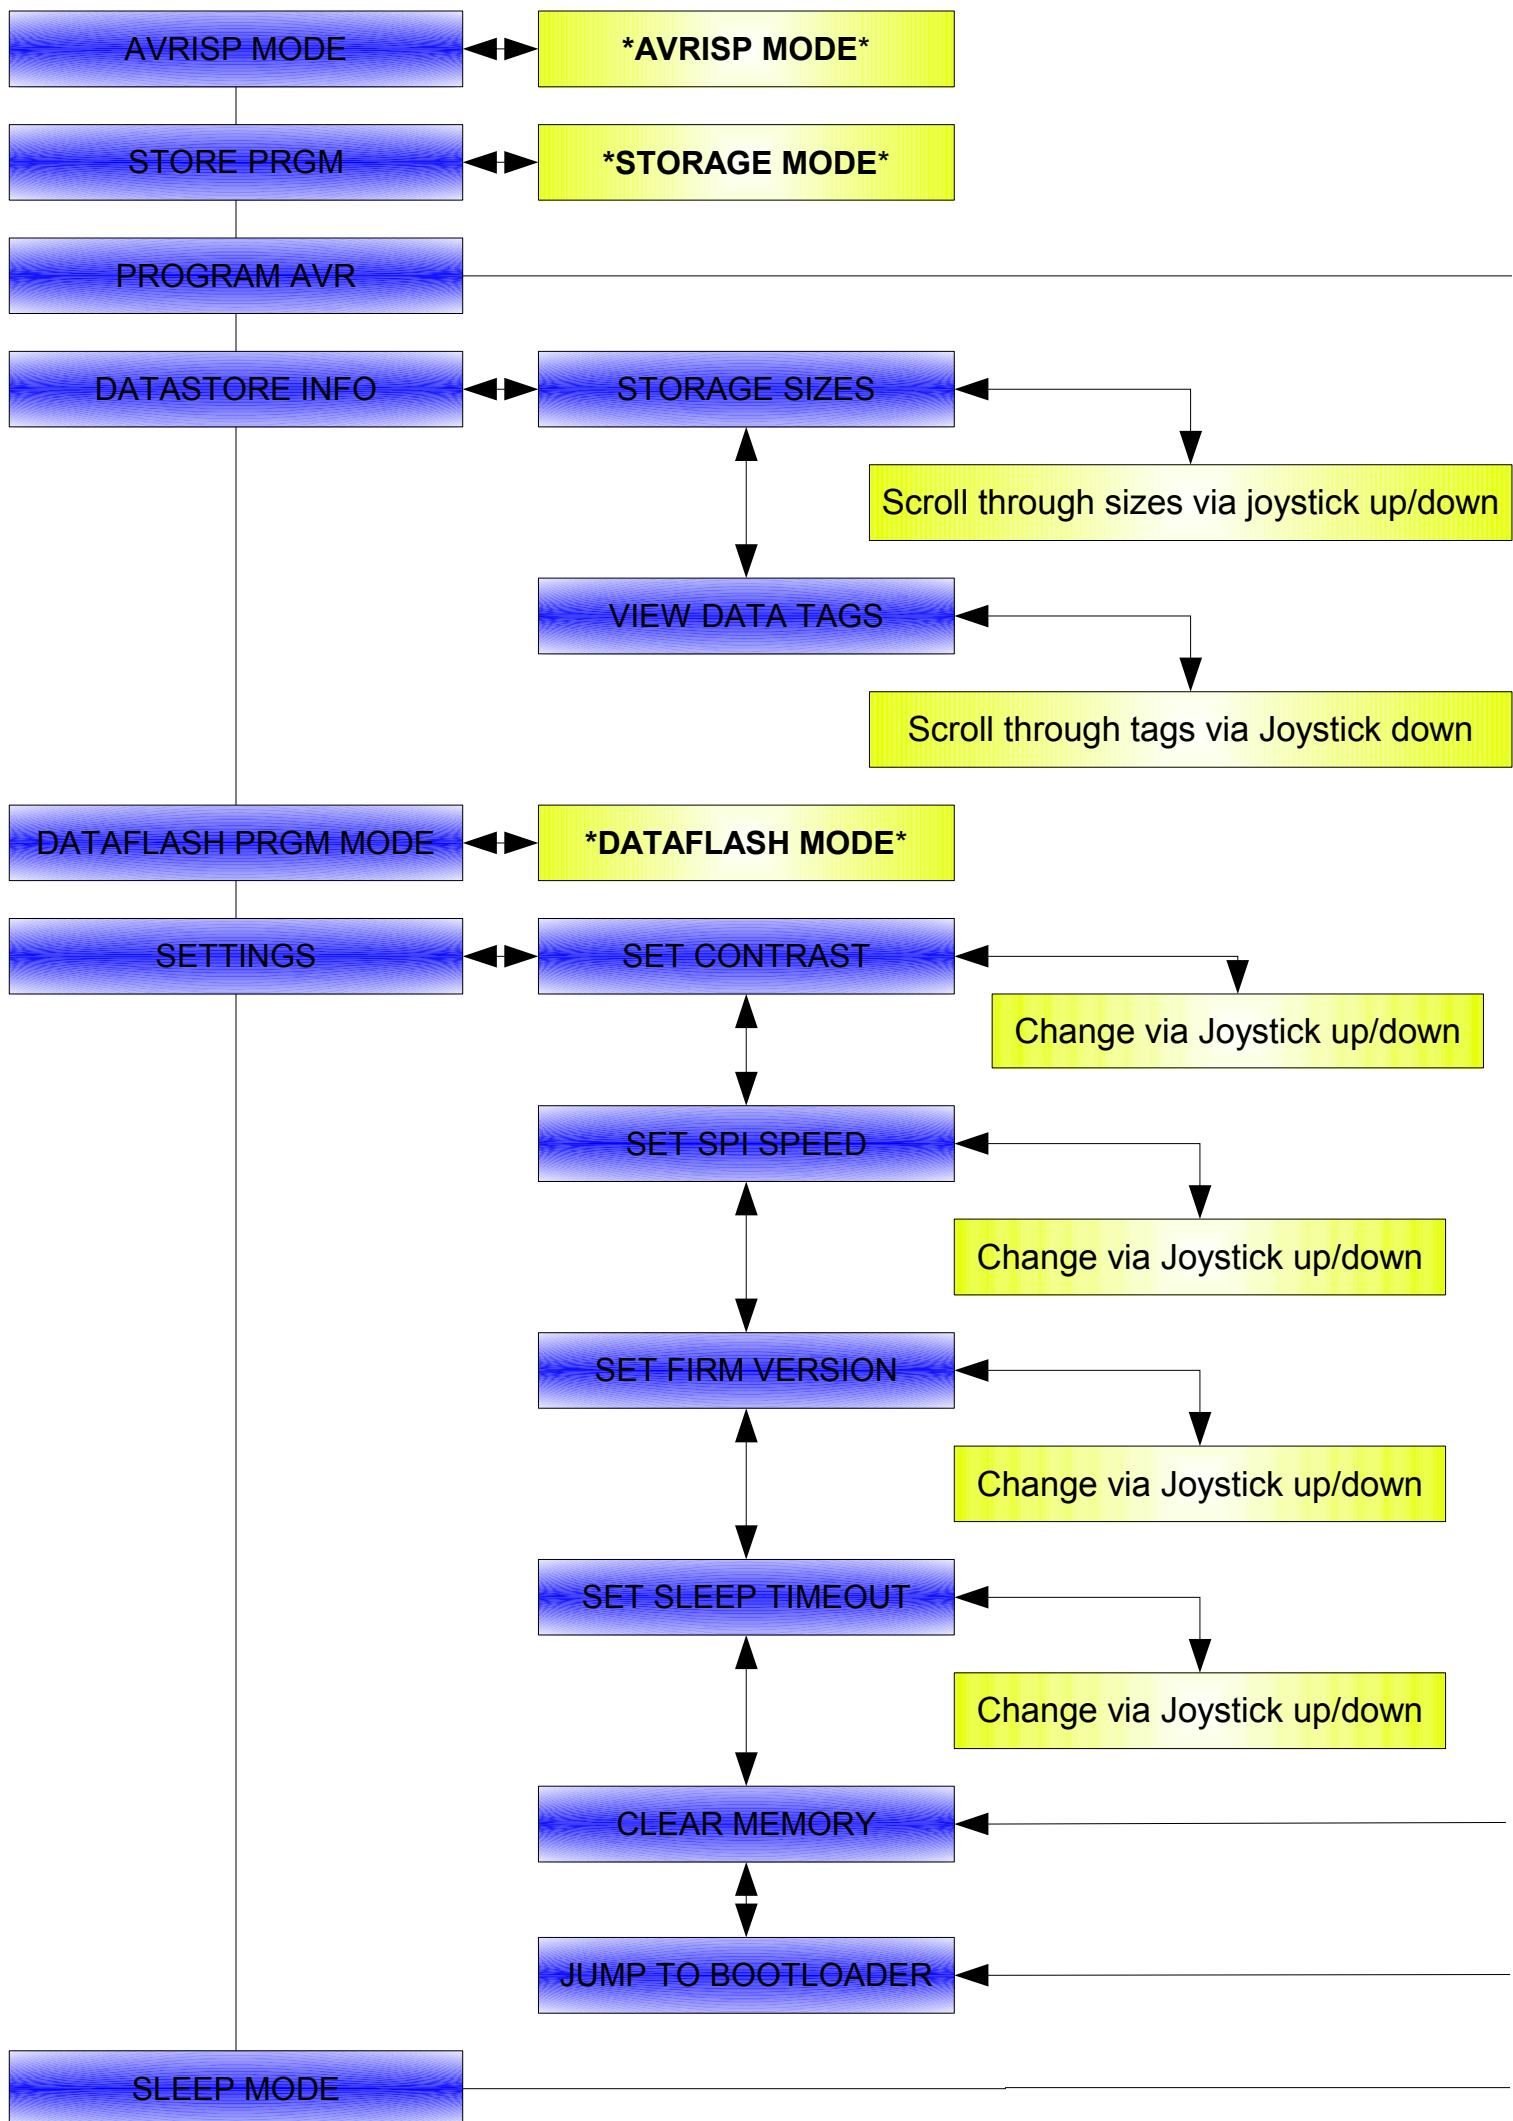 AVRISP MODE
*AVRISP MODE*
STORE PRGM
*STORAGE MODE*
PROGRAM AVR
DATASTORE INFO
STORAGE SIZES
Scroll through sizes via joystick up/down
VIEW DATA TAGS
Scroll through tags via Joystick down
DATAFLASH PRGM MODE
*DATAFLASH MODE*
SETTINGS
SET CONTRAST
Change via Joystick up/down
SET SPI SPEED
Change via Joystick up/down
SET FIRM VERSION
Change via Joystick up/down
SET SLEEP TIMEOUT
Change via Joystick up/down
CLEAR MEMORY
JUMP TO BOOTLOADER
SLEEP MODE